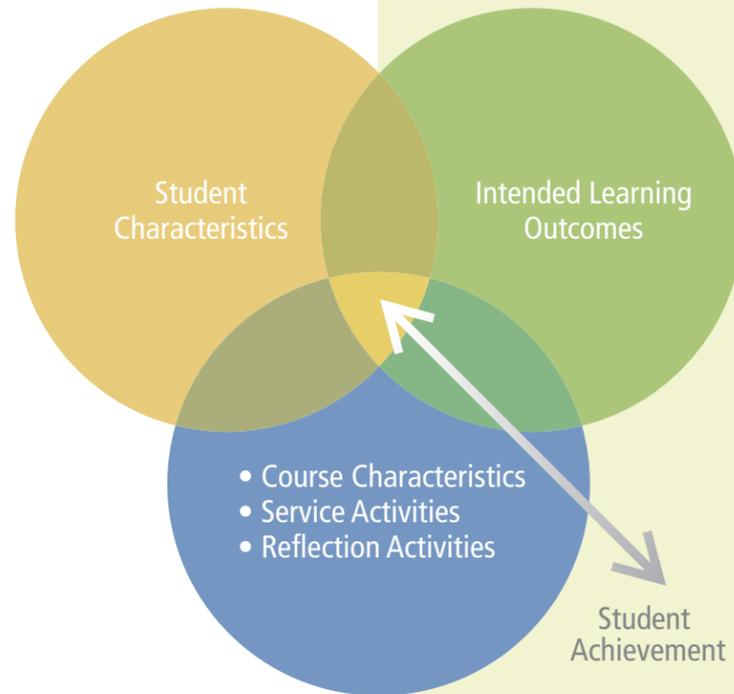 Student
Characteristics
Intended Learning
Outcomes
• Course Characteristics
• Service Activities
• Reflection Activities
Student
Achievement